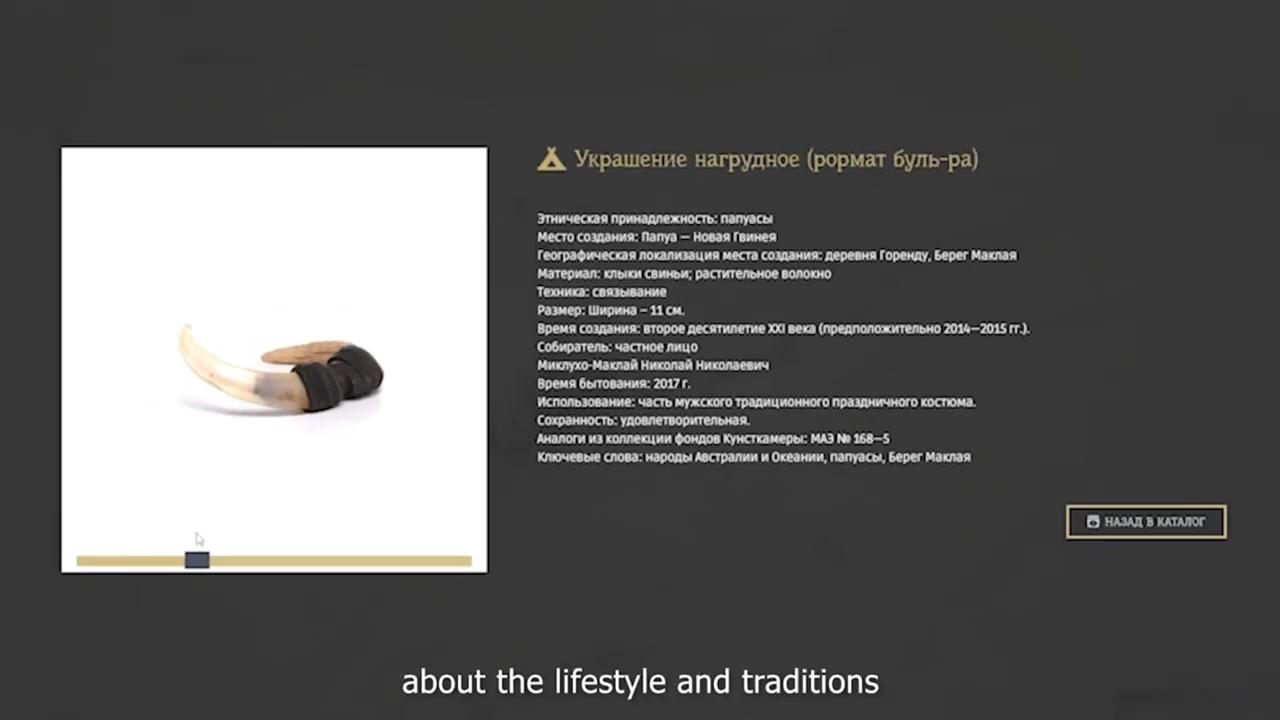 Украшение нагрудное (рормат буль-ра)
Этническая принадлежность: папуасы
Место создания: Папуа — Новая Гвинея
Географическая локализация места создания: деревня Горенду, Берег Маклая
Материал: клыки свиньи; растительное волокно
Техника: связывание
Размер: Ширина – 11 см.
Время создания: второе десятилетие XXI века (предположительно 2014—2015 гг.).
Собиратель: частное лицо
Миклухо-Маклай Николай Николаевич
Время бытования: 2017 г.
Использование: часть мужского традиционного праздничного костюма.
Сохранность: удовлетворительная.
Аналоги из коллекции фондов Кунсткамеры: МАЭ № 168—5
Ключевые слова: народы Австралии и Океании, папуасы, Берег Маклая
НАЗАД В КАТАЛОГ
about the lifestyle and traditions